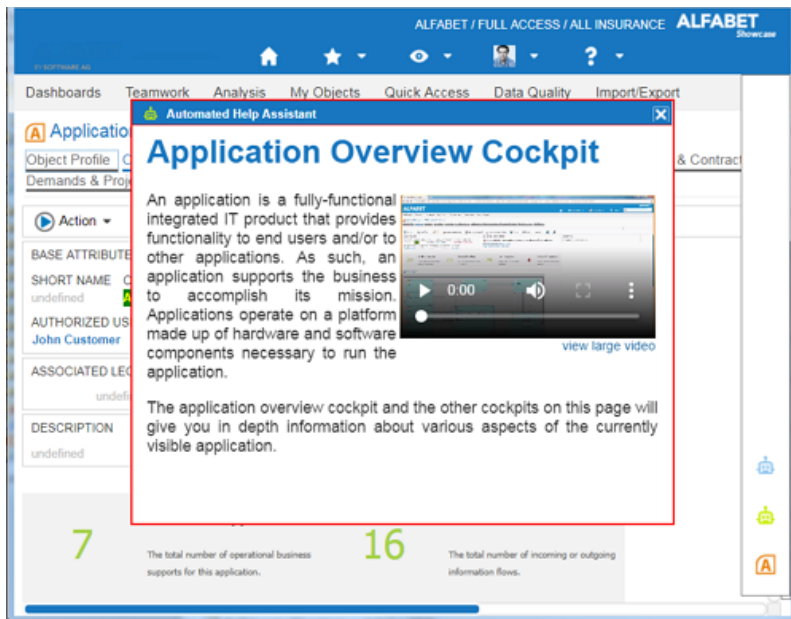 ALFABET / FULL ACCESS / ALL INSURANCE ALFABET
Showcase
SOFTWARE AG
Dashboards Teamwork Analysis My Objects Quick Access Data Quality Import/Export
Automated Help Assistant
Applicatio
Object Profile
& Contract
Demands & Proj
Application Overview Cockpit
An application is a fully-functional
integrated IT product that provides
functionality to end users and/or to
other applications. As such, an
application supports the business
to accomplish its mission.
Applications operate on a platform
made up of hardware and software
components necessary to run the
application.
0:00
view large video
The application overview cockpit and the other cockpits on this page will
give you in depth information about various aspects of the currently
visible application.
Action
BASE ATTRIBUTE
SHORT NAME
undefined
AUTHORIZED US
John Customer
ASSOCIATED LEG
undefi
DESCRIPTION
undefined
7
The total number of operational business
supports for this application.
16
The total number of incoming or outgoing
information flows.